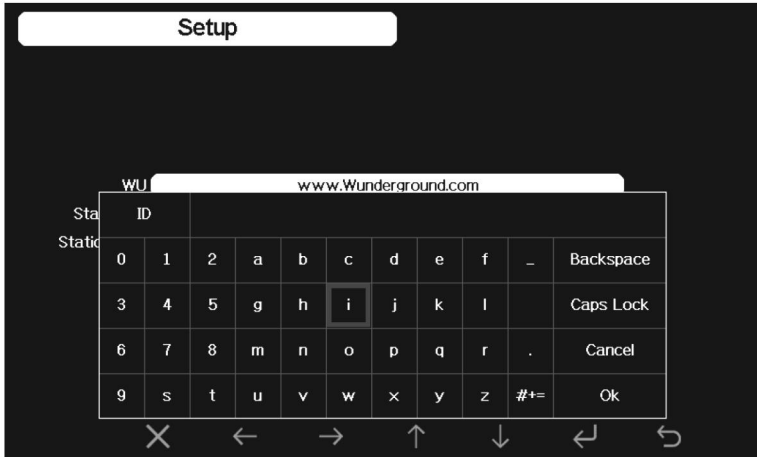 Setup
WU www.Wunderground.com
Sta
Static
ID
0 1 2 a b c d e f _ Backspace
3 4 5 g h i j k l Caps Lock
6 7 8 m n o p q r . Cancel
9 s t u v w x y z #+= Ok